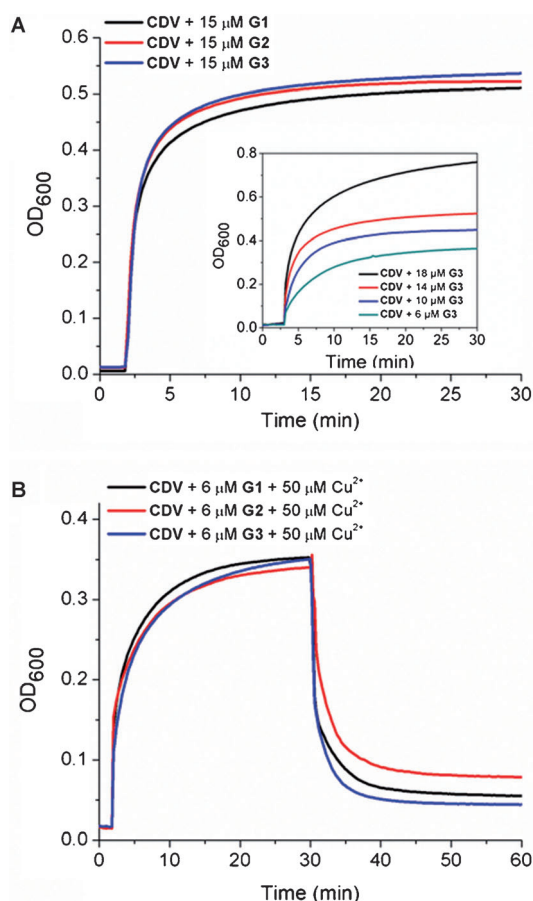 A
CDV + 15 μM G1
CDV + 15 μM G2
CDV + 15 μM G3
0.6
0.5
0.4
0.3
0.2
0.1
0.0
OD600
0 5 10 15 20 25 30
Time (min)
0.8
0.6
0.4
0.2
0.0
OD600
CDV + 18 μM G3
CDV + 14 μM G3
CDV + 10 μM G3
CDV + 6 μM G3
0 5 10 15 20 25 30
Time (min)
B
CDV + 6 μM G1 + 50 μM Cu²⁺
CDV + 6 μM G2 + 50 μM Cu²⁺
CDV + 6 μM G3 + 50 μM Cu²⁺
0.4
0.3
0.2
0.1
0.0
OD600
0 10 20 30 40 50 60
Time (min)